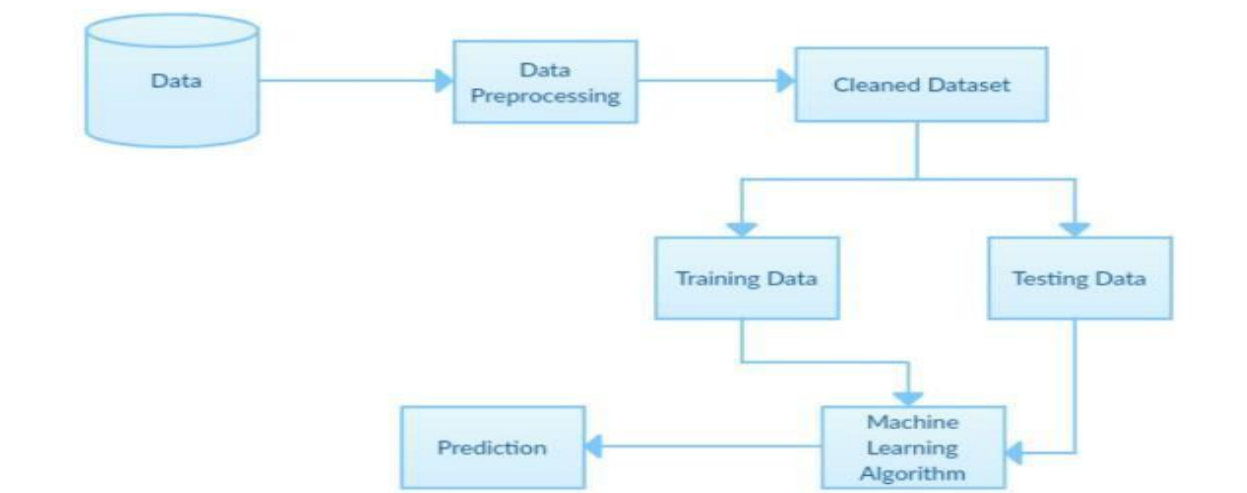 Data
Data
Preprocessing
Cleaned Dataset
Training Data
Testing Data
Machine
Learning
Algorithm
Prediction